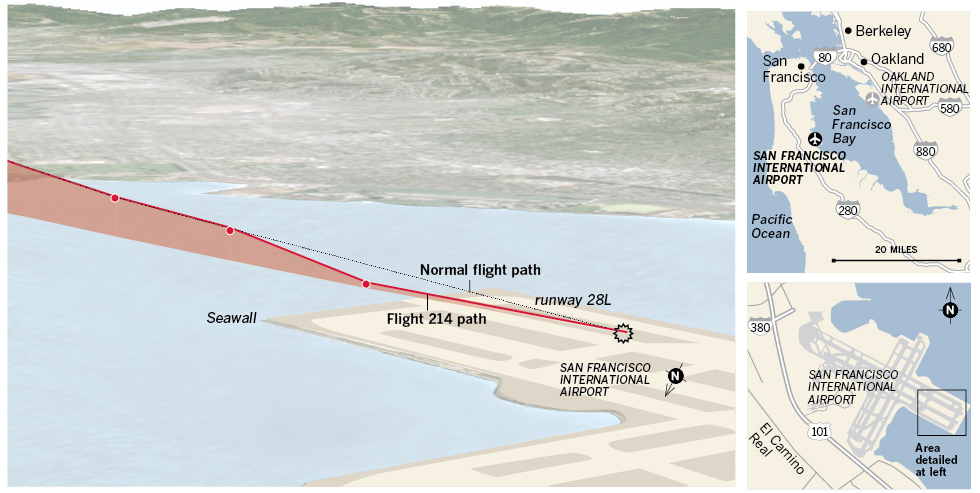 Normal flight path
runway 28L
Seawall
Flight 214 path
SAN FRANCISCO
INTERNATIONAL
AIRPORT
N
Berkeley
680
80
Oakland
San
Francisco
OAKLAND
INTERNATIONAL
AIRPORT
580
San
Francisco
Bay
880
SAN FRANCISCO
INTERNATIONAL
AIRPORT
280
Pacific
Ocean
20 MILES
N
380
SAN FRANCISCO
INTERNATIONAL
AIRPORT
101
El Camino
Real
Area
detailed
at left